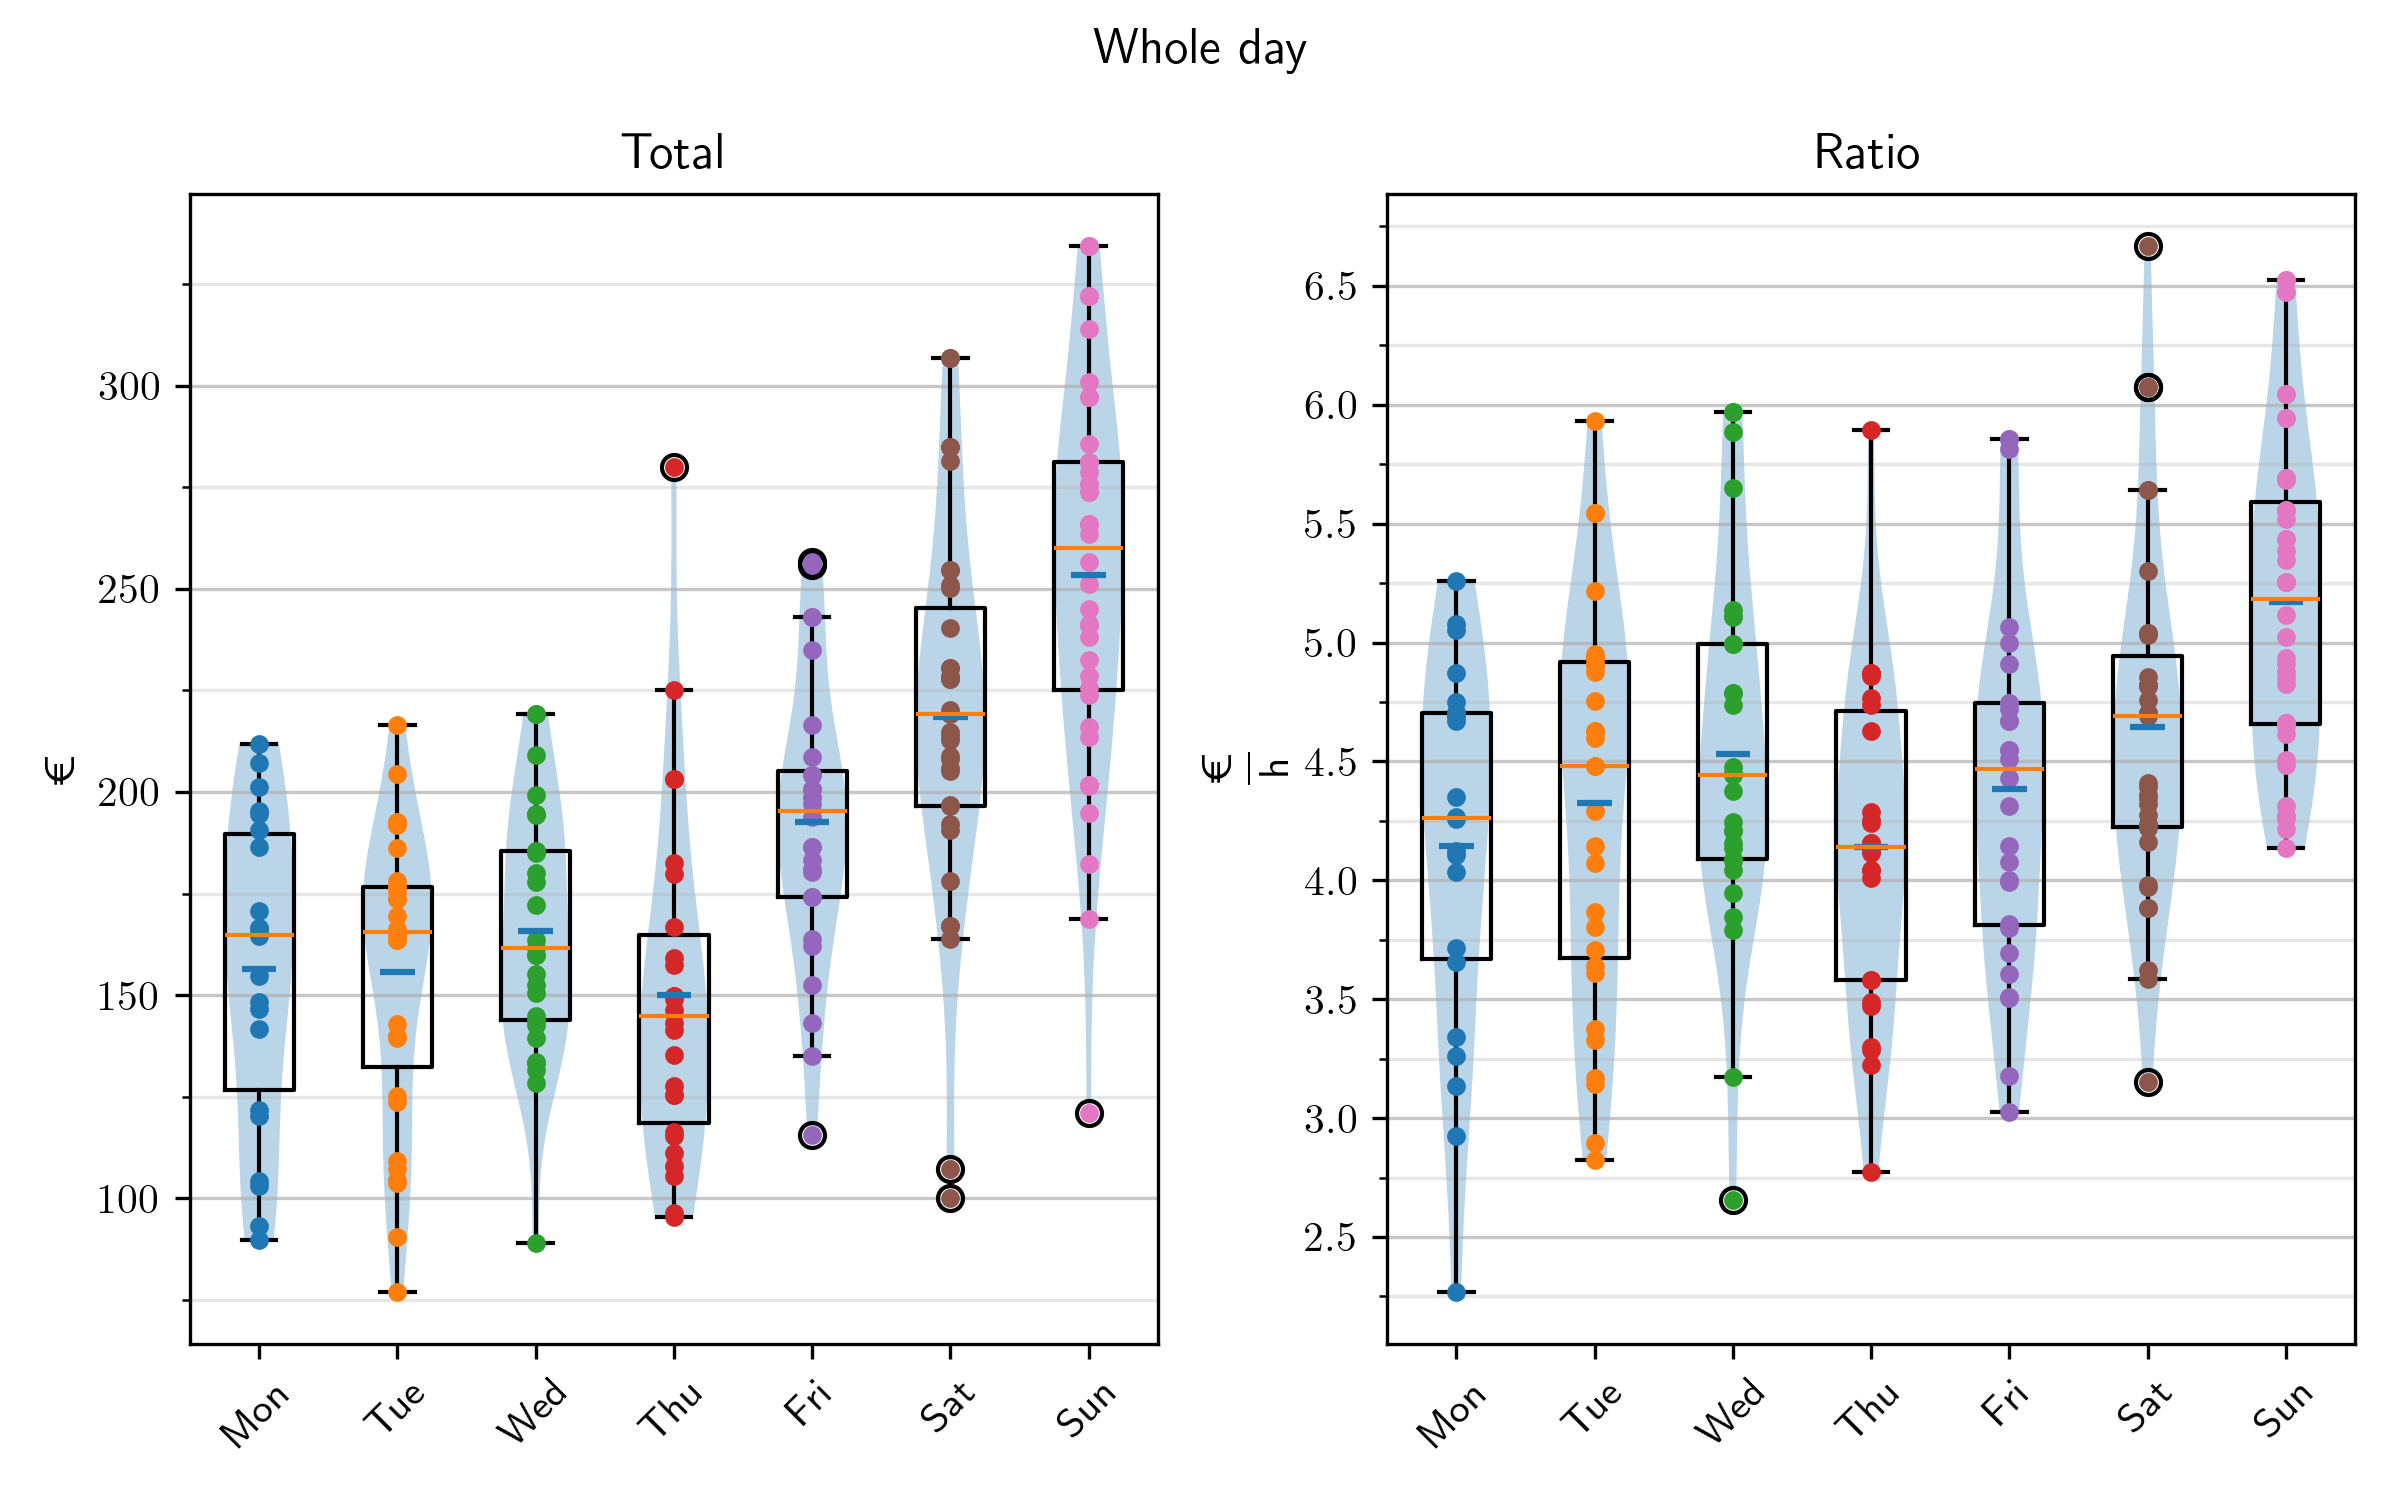 Whole day
Total
€
300
250
200
150
100
Mon Tue Wed Thu Fri Sat Sun
Ratio
€
h
6.5
6.0
5.5
5.0
4.5
4.0
3.5
3.0
2.5
Mon Tue Wed Thu Fri Sat Sun